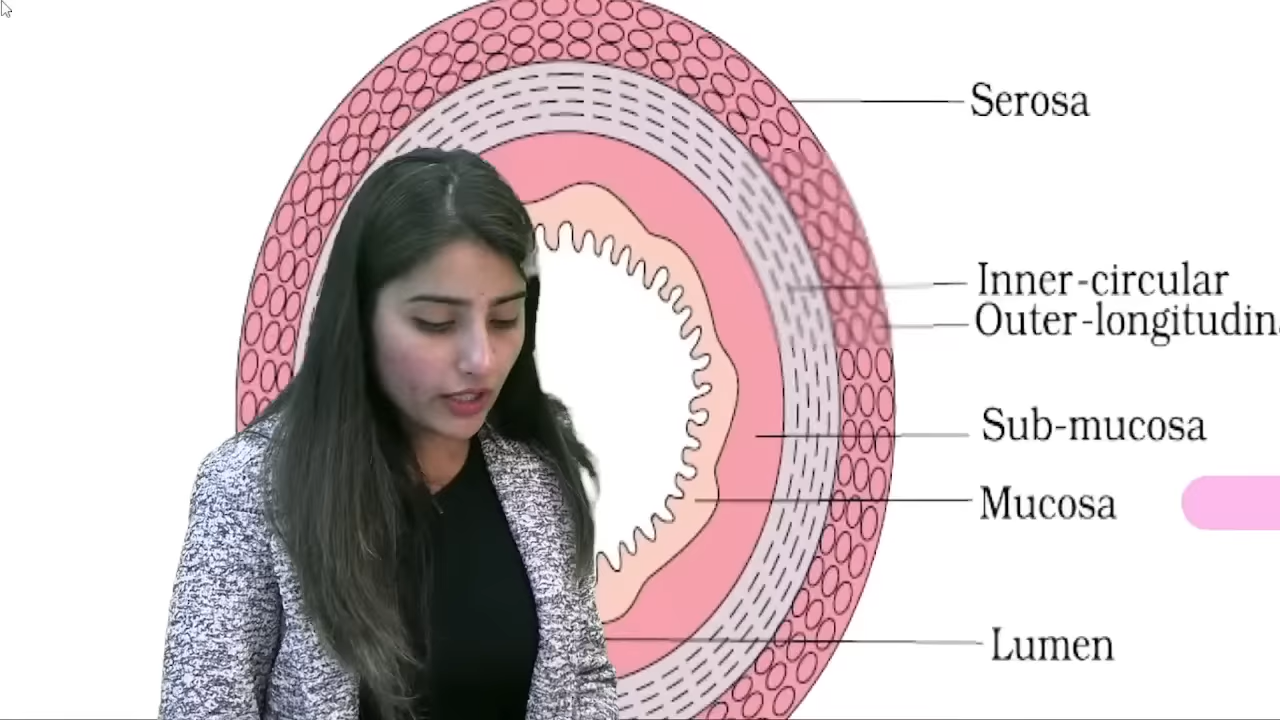 Serosa
Inner-circular
Outer-longitudin
Sub-mucosa
Mucosa
Lumen